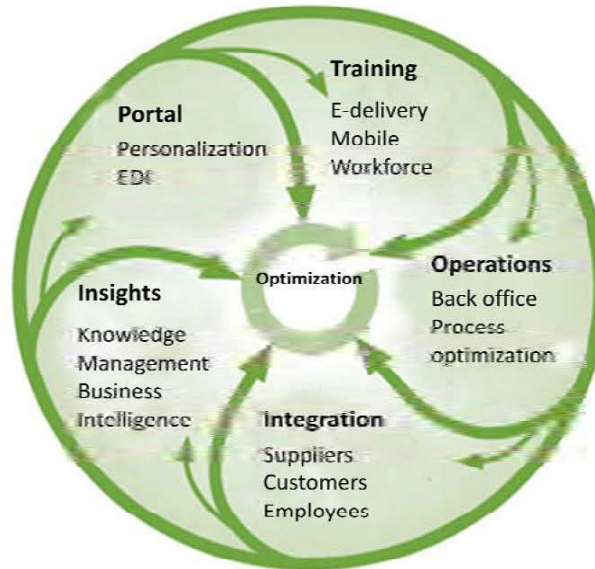 Training
E-delivery
Mobile
Workforce
Portal
Personalization
EDI
Optimization
Operations
Back office
Process
optimization
Insights
Knowledge
Management
Business
Intelligence
Integration
Suppliers
Customers
Employees